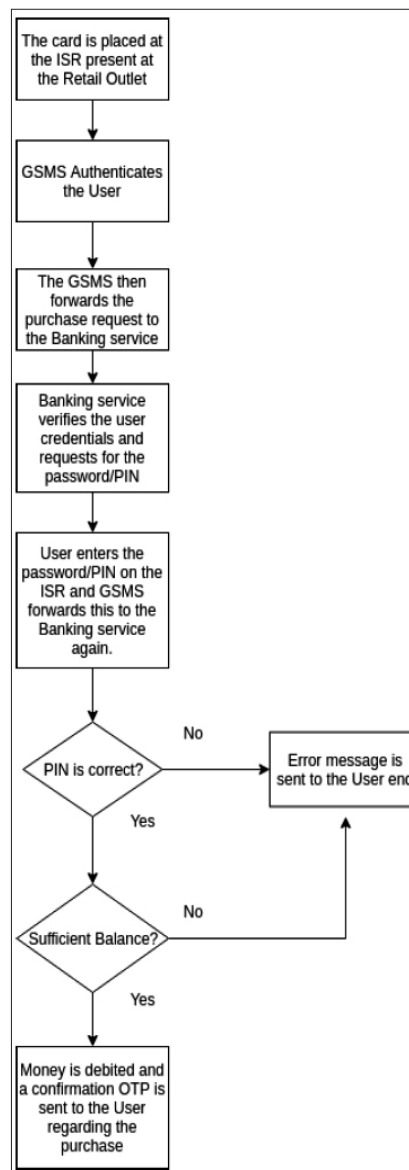 The card is placed at
the ISR present at
the Retail Outlet
GSMS Authenticates
the User
The GSMS then
forwards the
purchase request to
the Banking service
Banking service
verifies the user
credentials and
requests for the
password/PIN
User enters the
password/PIN on the
ISR and GSMS
forwards this to the
Banking service
again.
PIN is correct?
No
Error message is
sent to the User end
Yes
Sufficient Balance?
No
Yes
Money is debited and
a confirmation OTP is
sent to the User
regarding the
purchase